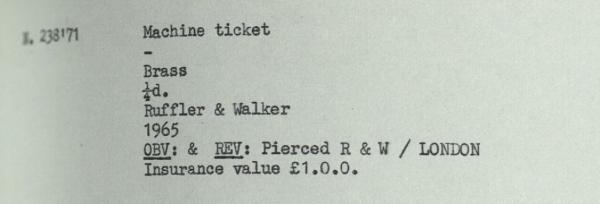 N. 238'71 Machine ticket
-
Brass
¼d.
Ruffler & Walker
1965
OBV: & REV: Pierced R & W / LONDON
Insurance value £1.0.0.